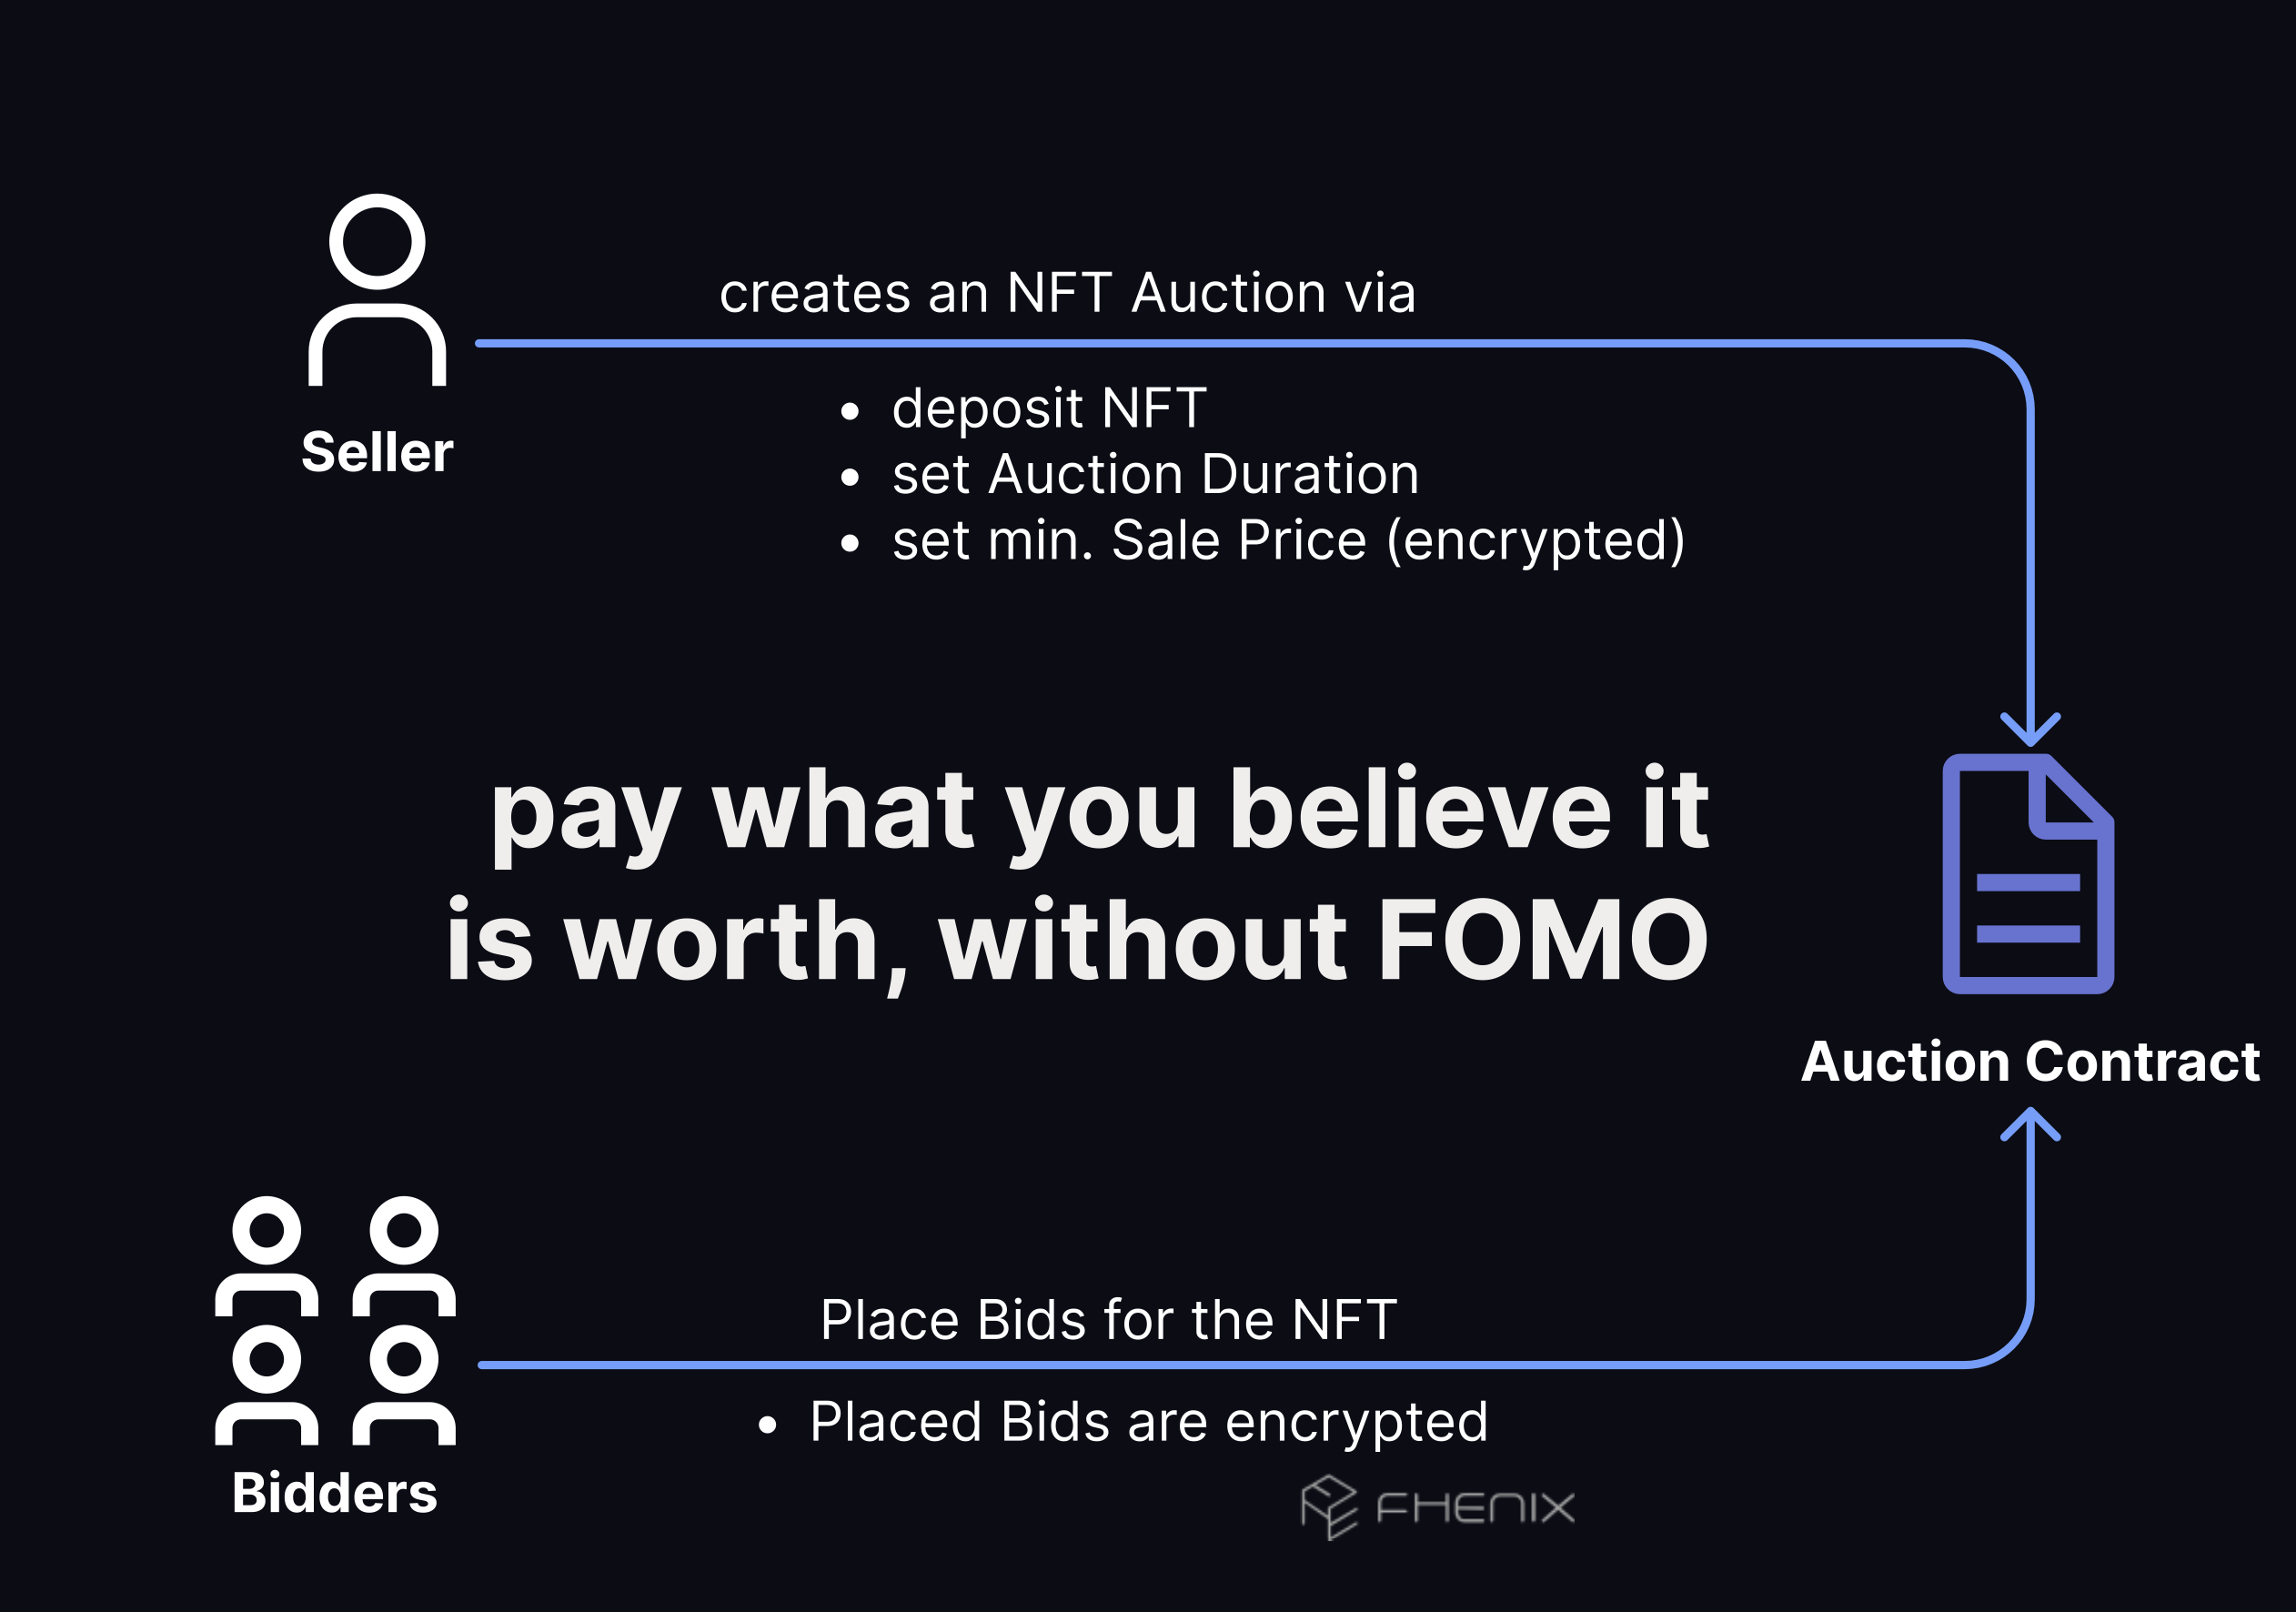 creates an NFT Auction via
Seller
• deposit NFT
• set Auction Duration
• set min. Sale Price (encrypted)
pay what you believe it
is worth, without FOMO
Auction Contract
Place Bids for the NFT
• Placed Bids are encrypted
Bidders
FHENIX